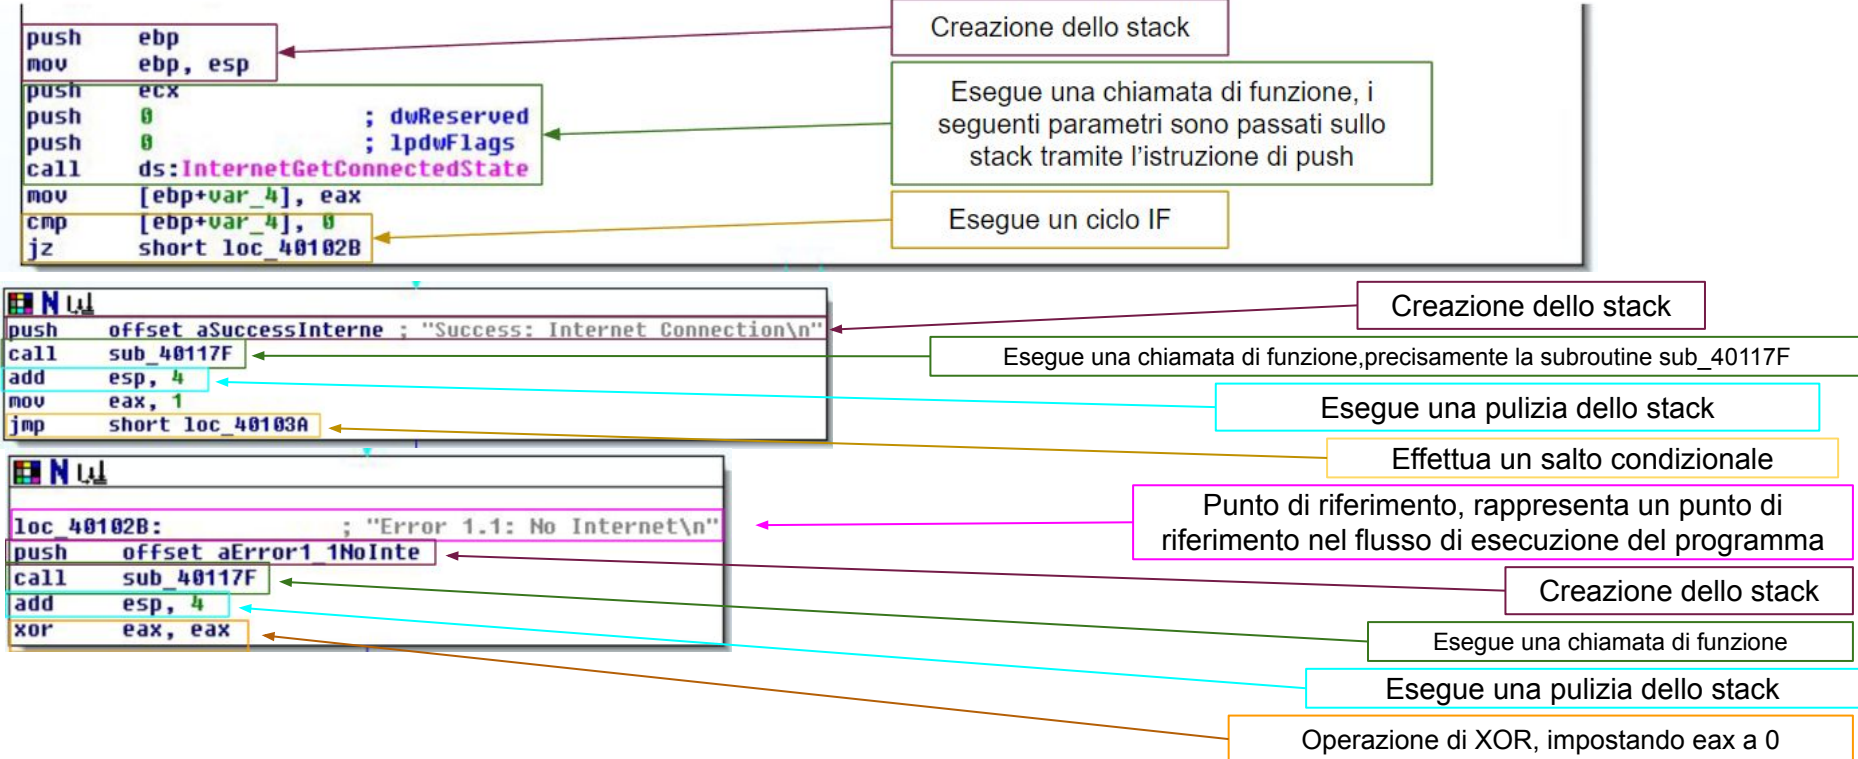 push ebp
mov ebp, esp
push ecx
push 0 ; dwReserved
push 0 ; lpdwFlags
call ds:InternetGetConnectedState
mov [ebp+var_4], eax
cmp [ebp+var_4], 0
jz short loc_40102B
Creazione dello stack
Esegue una chiamata di funzione, i
seguenti parametri sono passati sullo
stack tramite l'istruzione di push
Esegue un ciclo IF
N
push offset aSuccessInterne ; "Success: Internet Connection\n"
call sub_40117F
add esp, 4
mov eax, 1
jmp short loc_40103A
Creazione dello stack
Esegue una chiamata di funzione,precisamente la subroutine sub_40117F
Esegue una pulizia dello stack
Effettua un salto condizionale
N
loc_40102B: ; "Error 1.1: No Internet\n"
push offset aError1_1NoInte
call sub_40117F
add esp, 4
xor eax, eax
Punto di riferimento, rappresenta un punto di
riferimento nel flusso di esecuzione del programma
Creazione dello stack
Esegue una chiamata di funzione
Esegue una pulizia dello stack
Operazione di XOR, impostando eax a 0